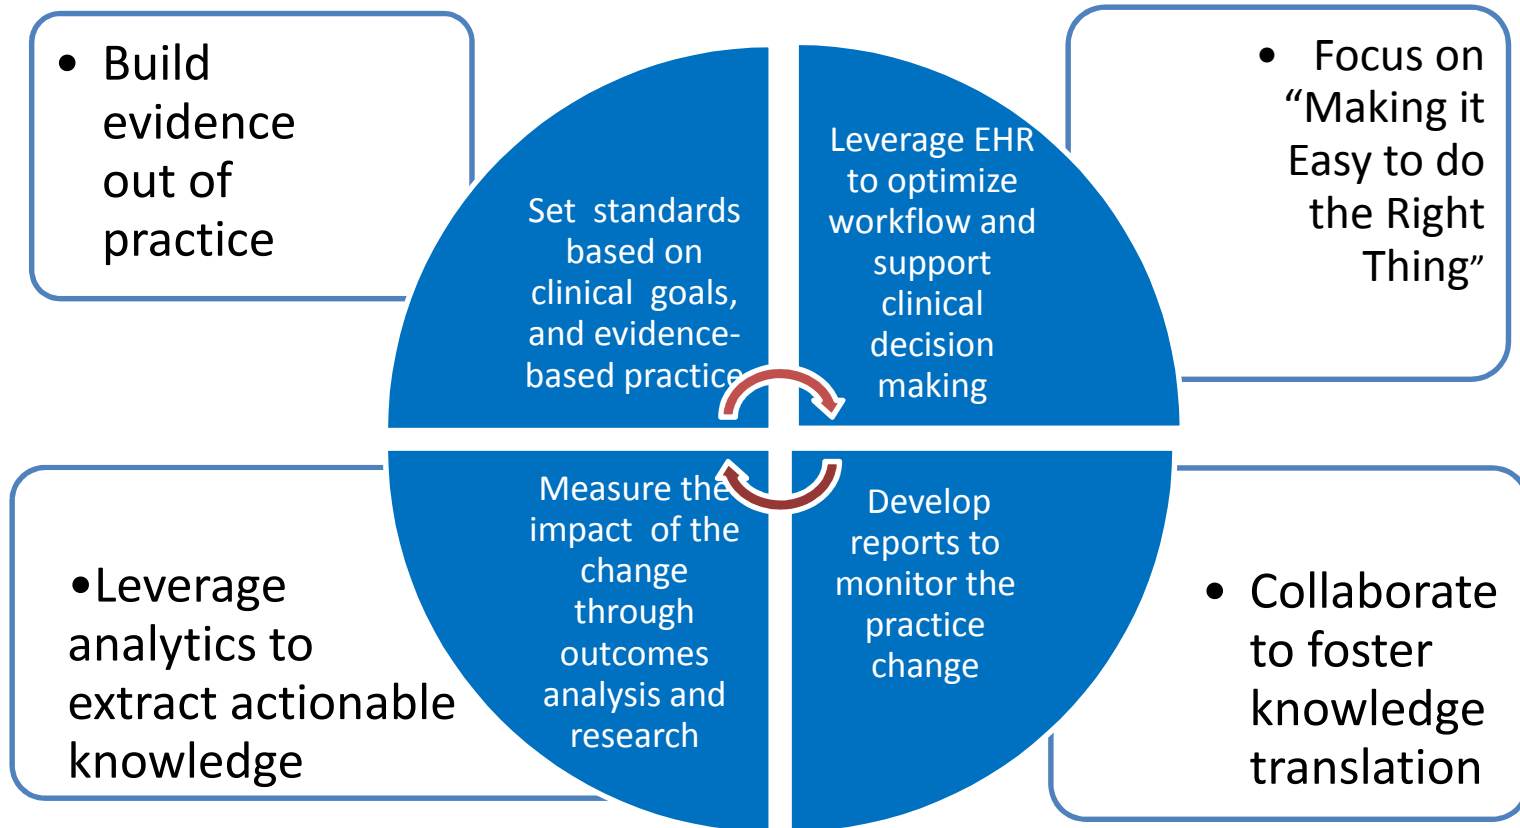 • Build
evidence
out of
practice
Set standards
based on
clinical goals,
and evidence-
based practice
Leverage EHR
to optimize
workflow and
support
clinical
decision
making
• Focus on
“Making it
Easy to do
the Right
Thing”
•Leverage
analytics to
extract actionable
knowledge
Measure the
impact of the
change
through
outcomes
analysis and
research
Develop
reports to
monitor the
practice
change
• Collaborate
to foster
knowledge
translation